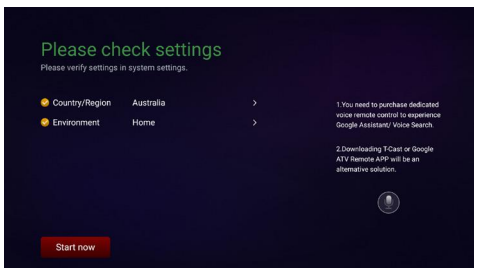 Please check settings
Please verify settings in system settings.
Country/Region Australia >
Environment Home >
1.You need to purchase dedicated
voice remote control to experience
Google Assistant/ Voice Search.
2.Downloading T-Cast or Google
ATV Remote APP will be an
alternative solution.
Start now